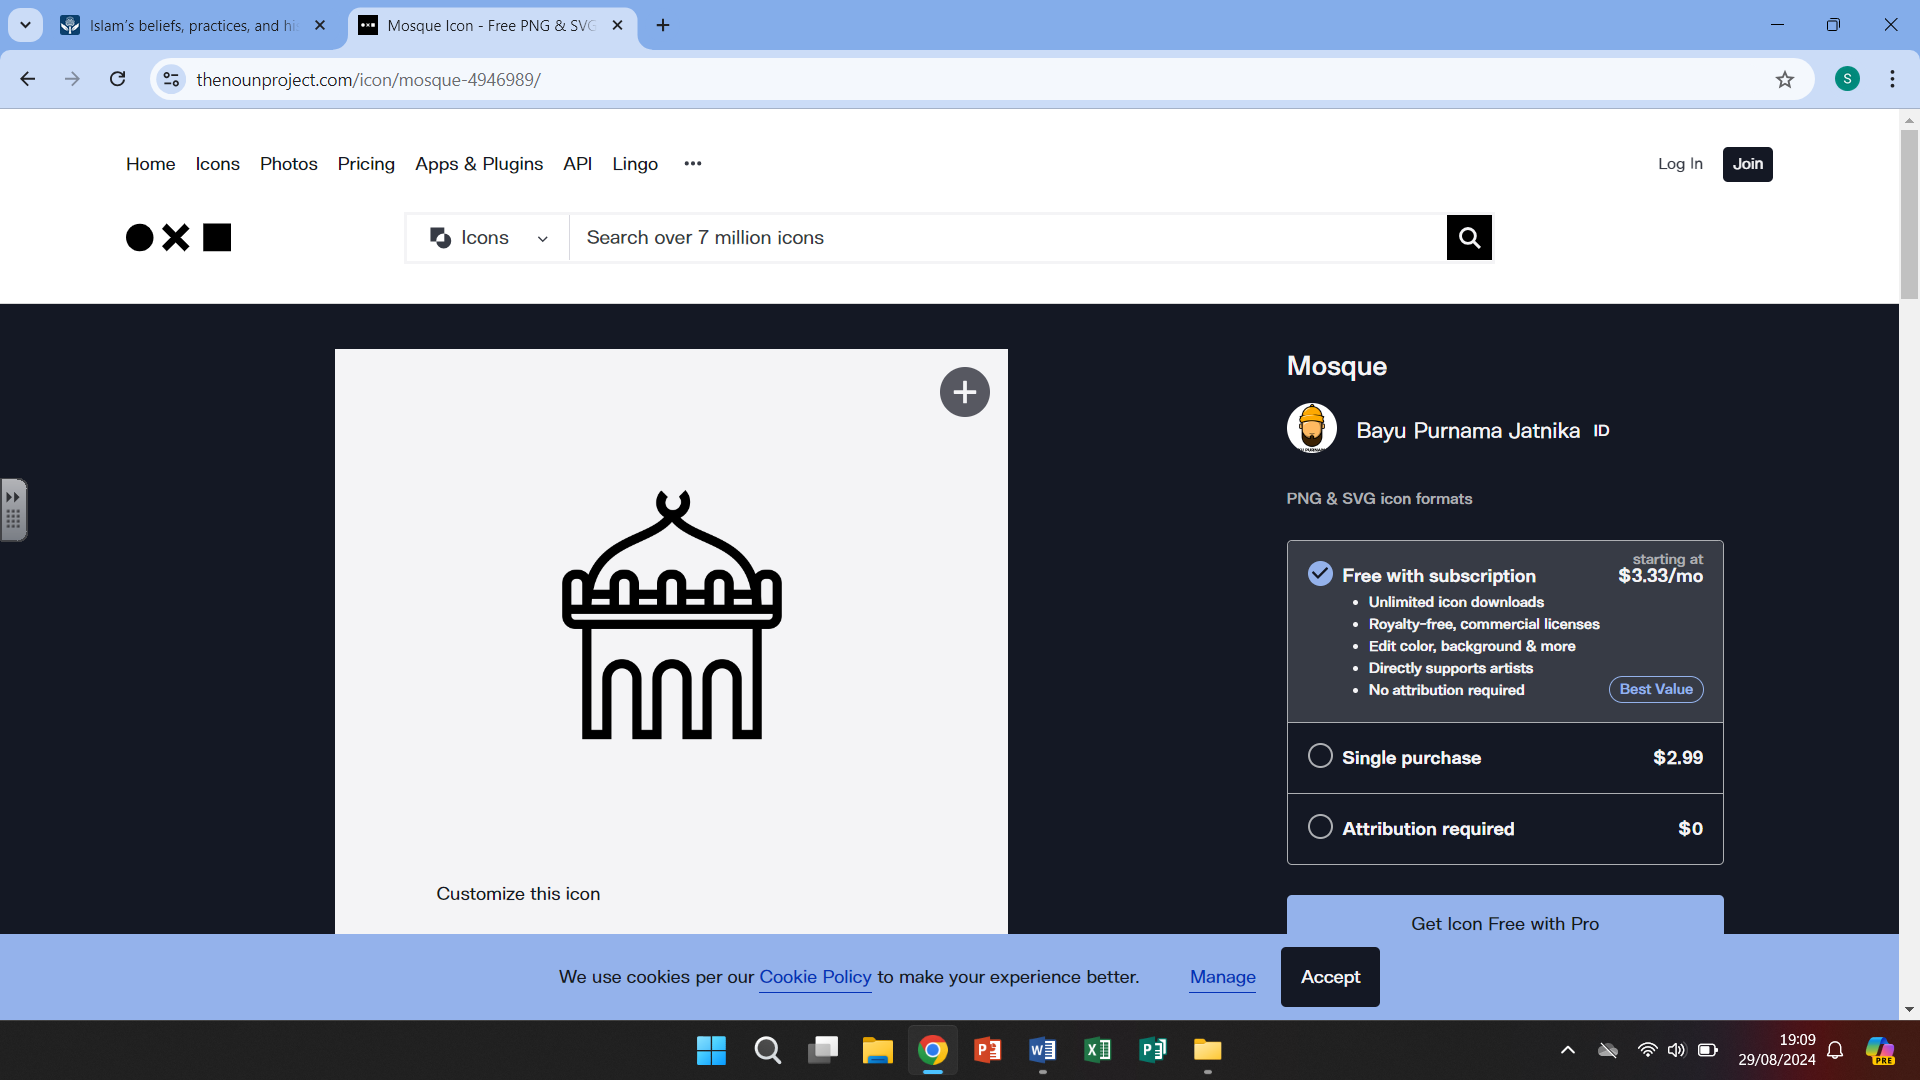 Islam's beliefs, practices, and hi
Mosque Icon - Free PNG & SVG
thenounproject.com/icon/mosque-4946989/
S
Home Icons Photos Pricing Apps & Plugins API Lingo
Log In Join
Icons Search over 7 million icons
Mosque
Bayu Purnama Jatnika ID
PNG & SVG icon formats
starting at
Free with subscription $3.33/mo
• Unlimited icon downloads
• Royalty-free, commercial licenses
• Edit color, background & more
• Directly supports artists
• No attribution required
Best Value
Single purchase $2.99
Attribution required $0
Customize this icon
Get Icon Free with Pro
We use cookies per our Cookie Policy to make your experience better. Manage Accept
19:09
29/08/2024
PRE